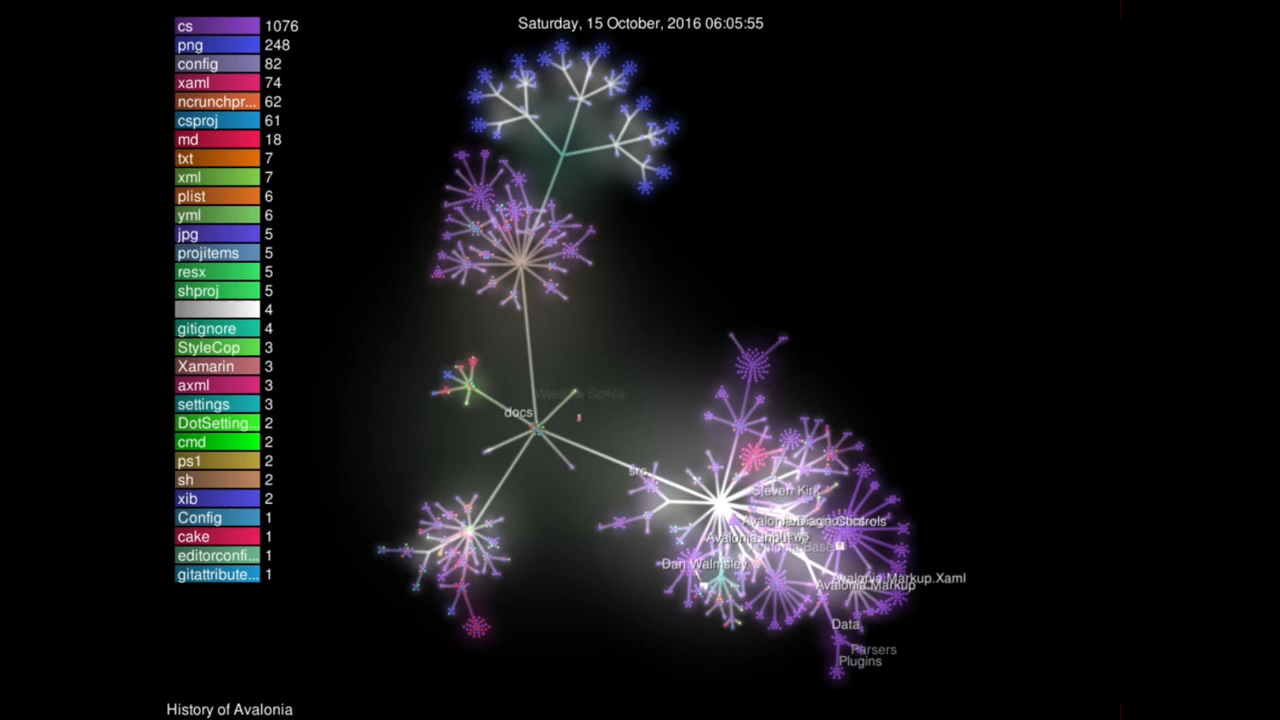 Saturday, 15 October, 2016 06:05:55
cs 1076
png 248
config 82
xaml 74
ncrunchpr... 62
csproj 61
md 18
txt 7
xml 7
plist 6
yml 6
jpg 5
projitems 5
resx 5
shproj 5
4
gitignore 4
StyleCop 3
Xamarin 3
axml 3
settings 3
DotSetting... 2
cmd 2
ps1 2
sh 2
xib 2
Config 1
cake 1
editorconfi... 1
gitattribute... 1
docs
src
Steven Kirk
Avalonia.Diagnostics
Controls
Avalonia.Input
Avalonia.Base
Dan Walmsley
Avalonia.Markup.Xaml
Avalonia.Markup
Data
Parsers
Plugins
History of Avalonia